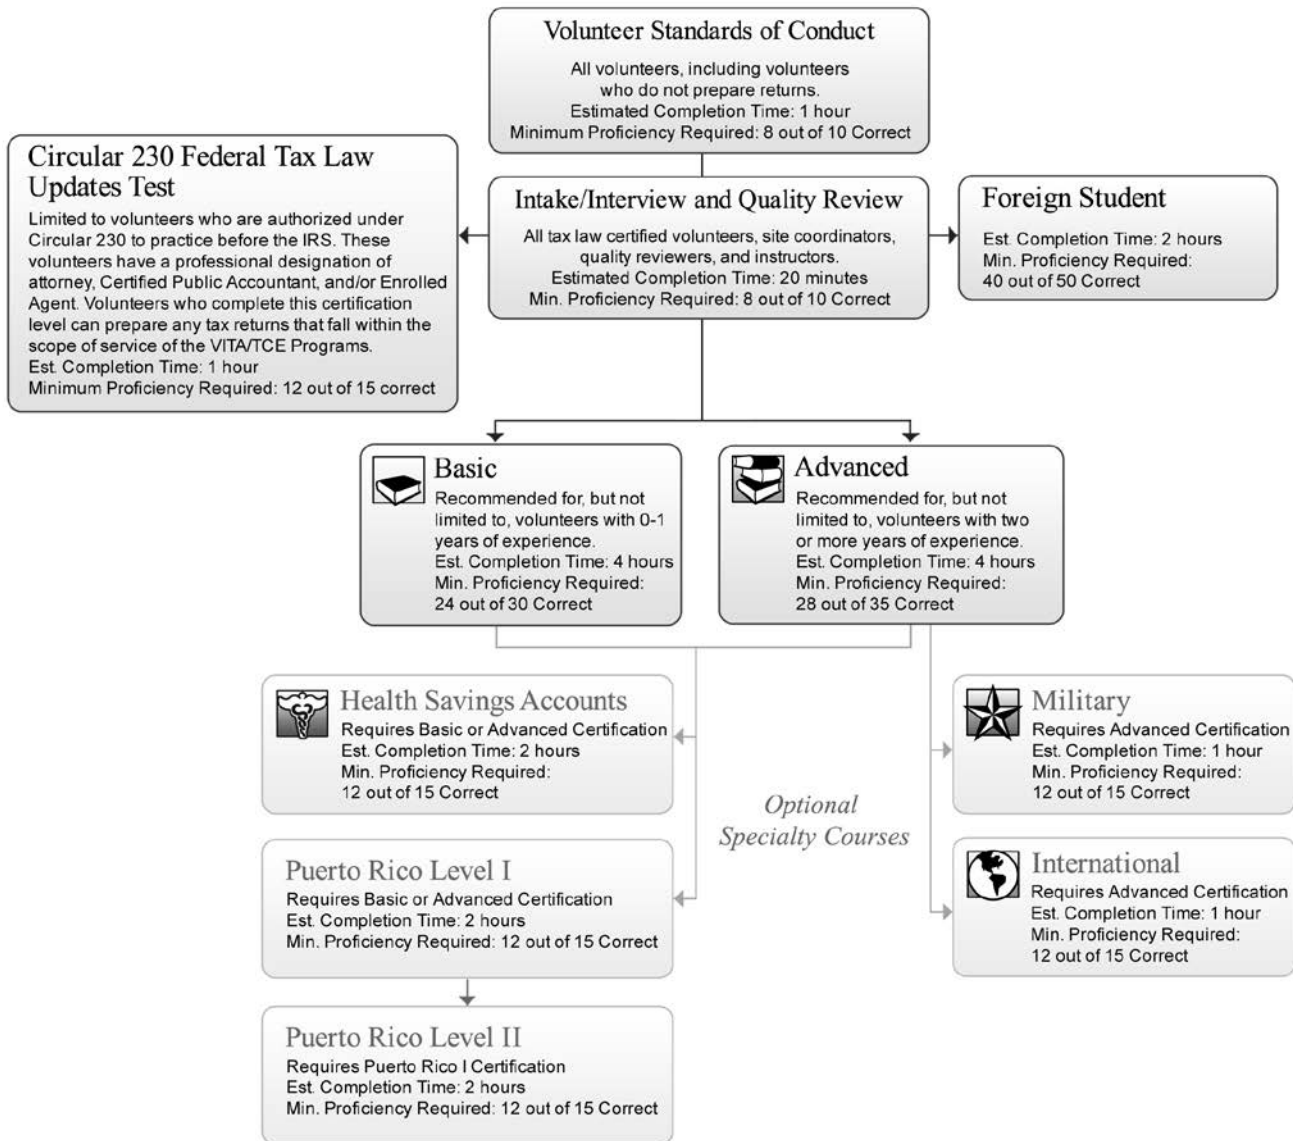 Volunteer Standards of Conduct
All volunteers, including volunteers
who do not prepare returns.
Estimated Completion Time: 1 hour
Minimum Proficiency Required: 8 out of 10 Correct
Circular 230 Federal Tax Law
Updates Test
Limited to volunteers who are authorized under
Circular 230 to practice before the IRS. These
volunteers have a professional designation of
attorney, Certified Public Accountant, and/or Enrolled
Agent. Volunteers who complete this certification
level can prepare any tax returns that fall within the
scope of service of the VITA/TCE Programs.
Est. Completion Time: 1 hour
Minimum Proficiency Required: 12 out of 15 correct
Intake/Interview and Quality Review
All tax law certified volunteers, site coordinators,
quality reviewers, and instructors.
Estimated Completion Time: 20 minutes
Min. Proficiency Required: 8 out of 10 Correct
Foreign Student
Est. Completion Time: 2 hours
Min. Proficiency Required:
40 out of 50 Correct
Basic
Recommended for, but not
limited to, volunteers with 0-1
years of experience.
Est. Completion Time: 4 hours
Min. Proficiency Required:
24 out of 30 Correct
Advanced
Recommended for, but not
limited to, volunteers with two
or more years of experience.
Est. Completion Time: 4 hours
Min. Proficiency Required:
28 out of 35 Correct
Health Savings Accounts
Requires Basic or Advanced Certification
Est. Completion Time: 2 hours
Min. Proficiency Required:
12 out of 15 Correct
Military
Requires Advanced Certification
Est. Completion Time: 1 hour
Min. Proficiency Required:
12 out of 15 Correct
Optional
Specialty Courses
Puerto Rico Level I
Requires Basic or Advanced Certification
Est. Completion Time: 2 hours
Min. Proficiency Required: 12 out of 15 Correct
International
Requires Advanced Certification
Est. Completion Time: 1 hour
Min. Proficiency Required:
12 out of 15 Correct
Puerto Rico Level II
Requires Puerto Rico I Certification
Est. Completion Time: 2 hours
Min. Proficiency Required: 12 out of 15 Correct